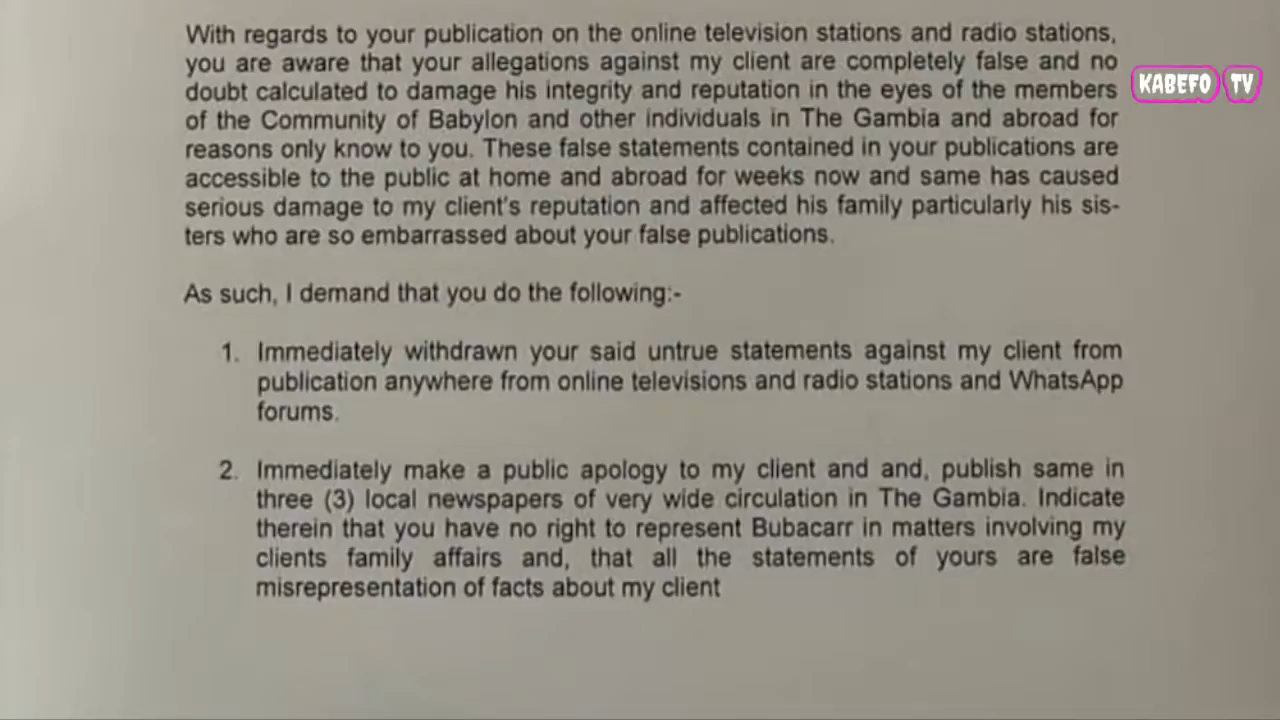 With regards to your publication on the online television stations and radio stations,
you are aware that your allegations against my client are completely false and no
doubt calculated to damage his integrity and reputation in the eyes of the members
of the Community of Babylon and other individuals in The Gambia and abroad for
reasons only know to you. These false statements contained in your publications are
accessible to the public at home and abroad for weeks now and same has caused
serious damage to my client's reputation and affected his family particularly his sis-
ters who are so embarrassed about your false publications.
As such, I demand that you do the following:-
1. Immediately withdrawn your said untrue statements against my client from
publication anywhere from online televisions and radio stations and WhatsApp
forums.
2. Immediately make a public apology to my client and and, publish same in
three (3) local newspapers of very wide circulation in The Gambia. Indicate
therein that you have no right to represent Bubacarr in matters involving my
clients family affairs and, that all the statements of yours are false
misrepresentation of facts about my client
KABEFO TV